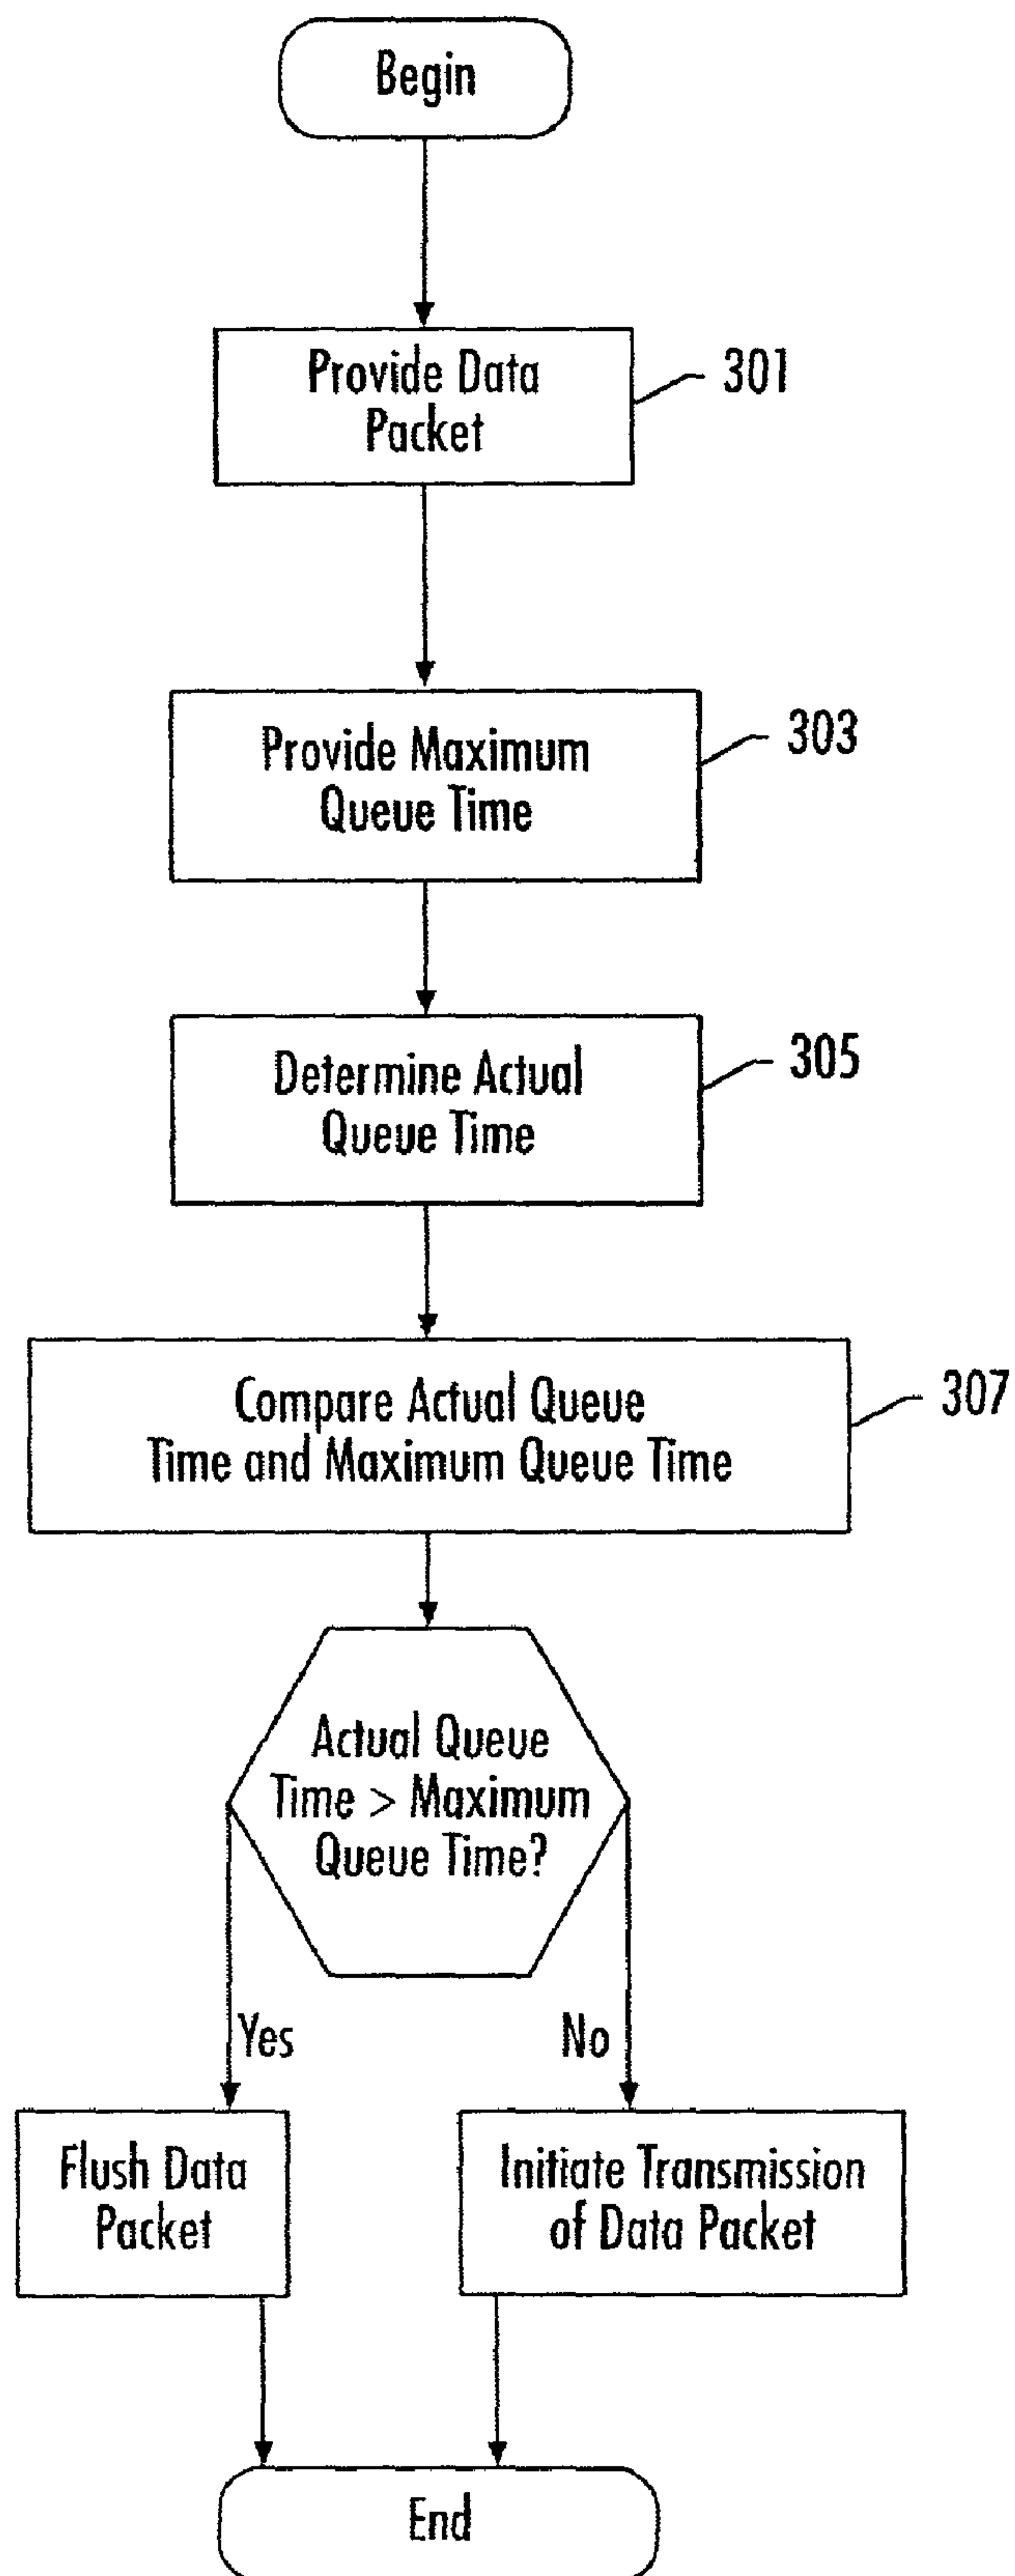 Begin
Provide Data
Packet
301
Provide Maximum
Queue Time
303
Determine Actual
Queue Time
305
Compare Actual Queue
Time and Maximum Queue Time
307
Actual Queue
Time > Maximum
Queue Time?
Yes
No
Flush Data
Packet
Initiate Transmission
of Data Packet
End